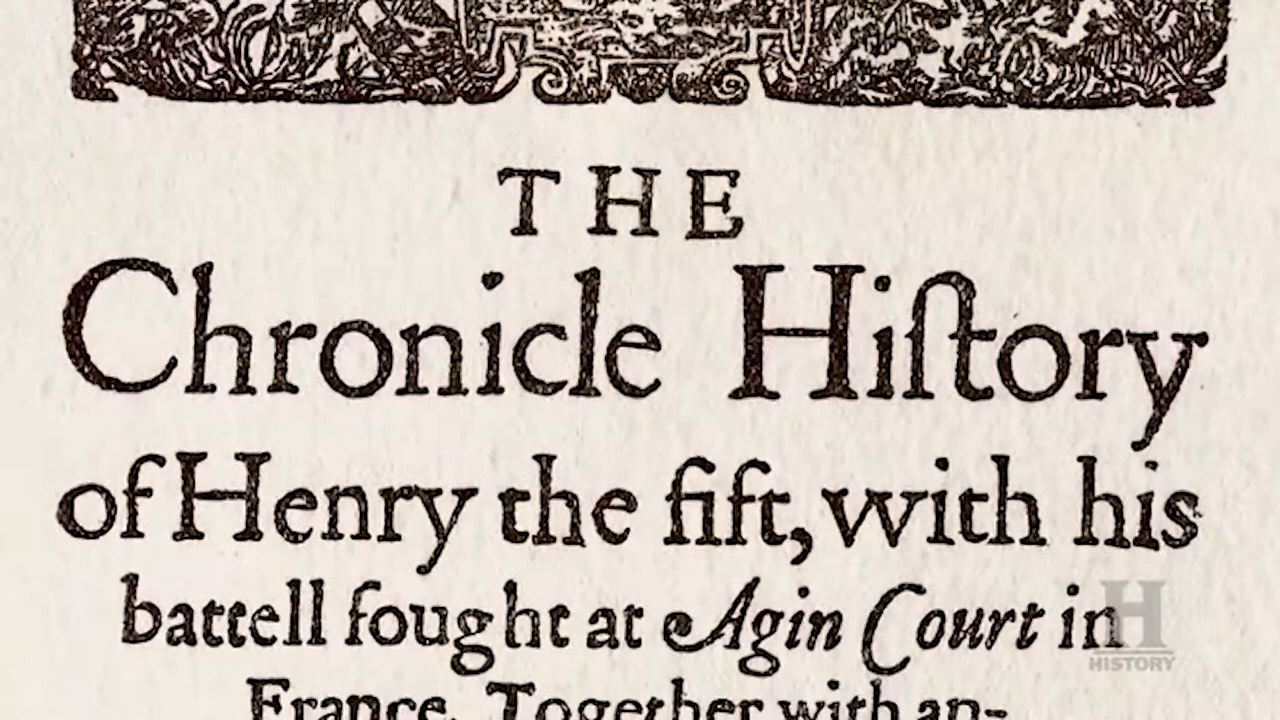 THE
Chronicle Hiſtory
of Henry the fift, with his
battell fought at Agin Court in
France. Together with an-
H
HISTORY